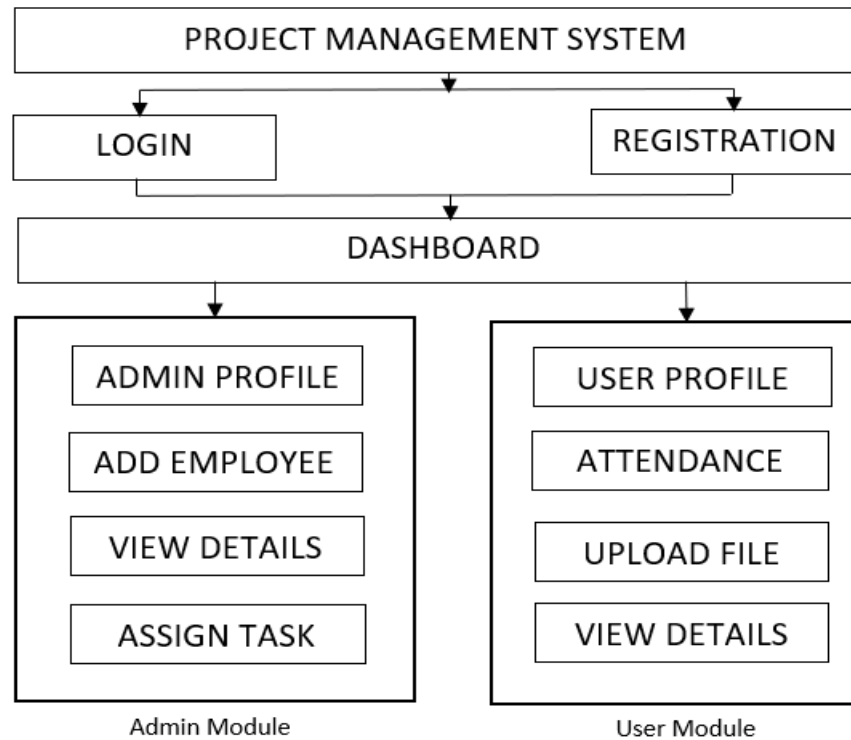 PROJECT MANAGEMENT SYSTEM
LOGIN
REGISTRATION
DASHBOARD
ADMIN PROFILE
ADD EMPLOYEE
VIEW DETAILS
ASSIGN TASK
Admin Module
USER PROFILE
ATTENDANCE
UPLOAD FILE
VIEW DETAILS
User Module